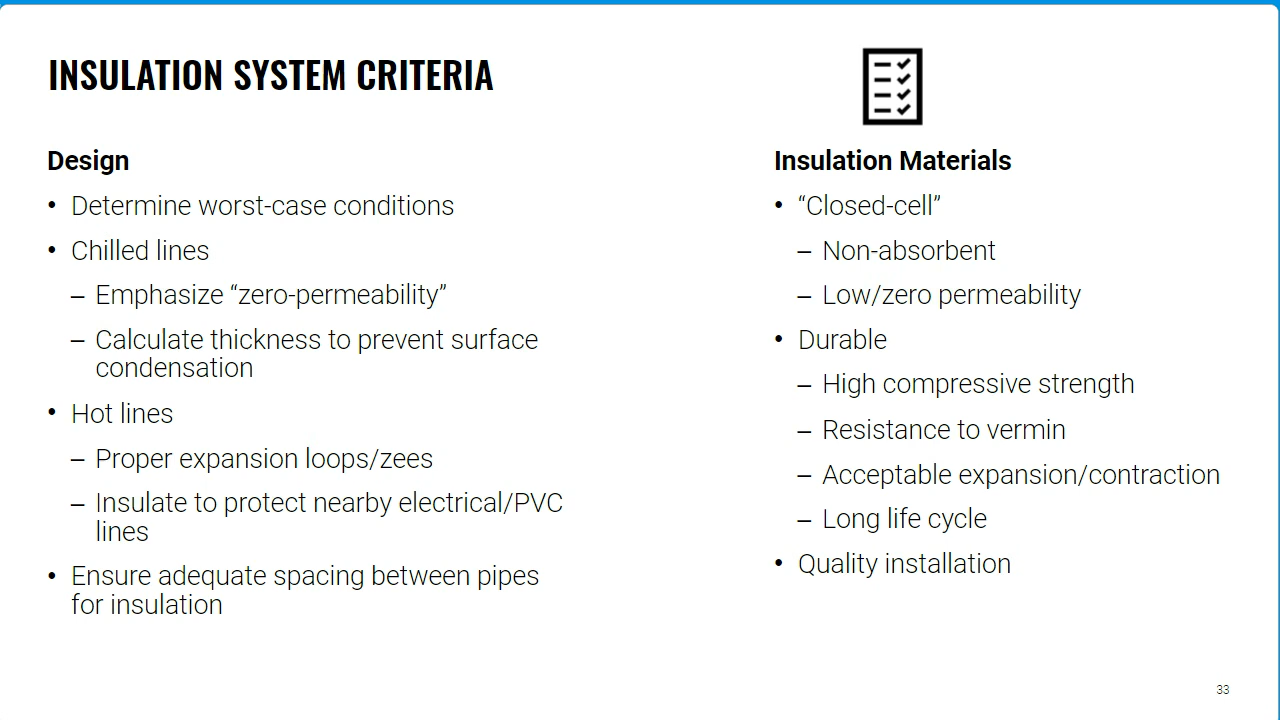 INSULATION SYSTEM CRITERIA
Design
• Determine worst-case conditions
• Chilled lines
– Emphasize “zero-permeability”
– Calculate thickness to prevent surface
condensation
• Hot lines
– Proper expansion loops/zees
– Insulate to protect nearby electrical/PVC
lines
• Ensure adequate spacing between pipes
for insulation
Insulation Materials
• “Closed-cell”
– Non-absorbent
– Low/zero permeability
• Durable
– High compressive strength
– Resistance to vermin
– Acceptable expansion/contraction
– Long life cycle
• Quality installation
33